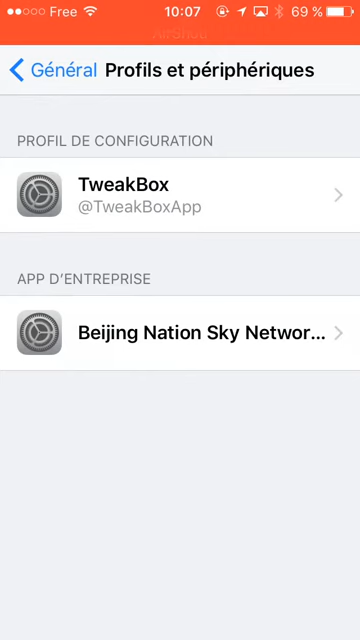 Free 10:07 69 %
AirShou
Général Profils et périphériques
PROFIL DE CONFIGURATION
TweakBox
@TweakBoxApp
APP D’ENTREPRISE
Beijing Nation Sky Networ...